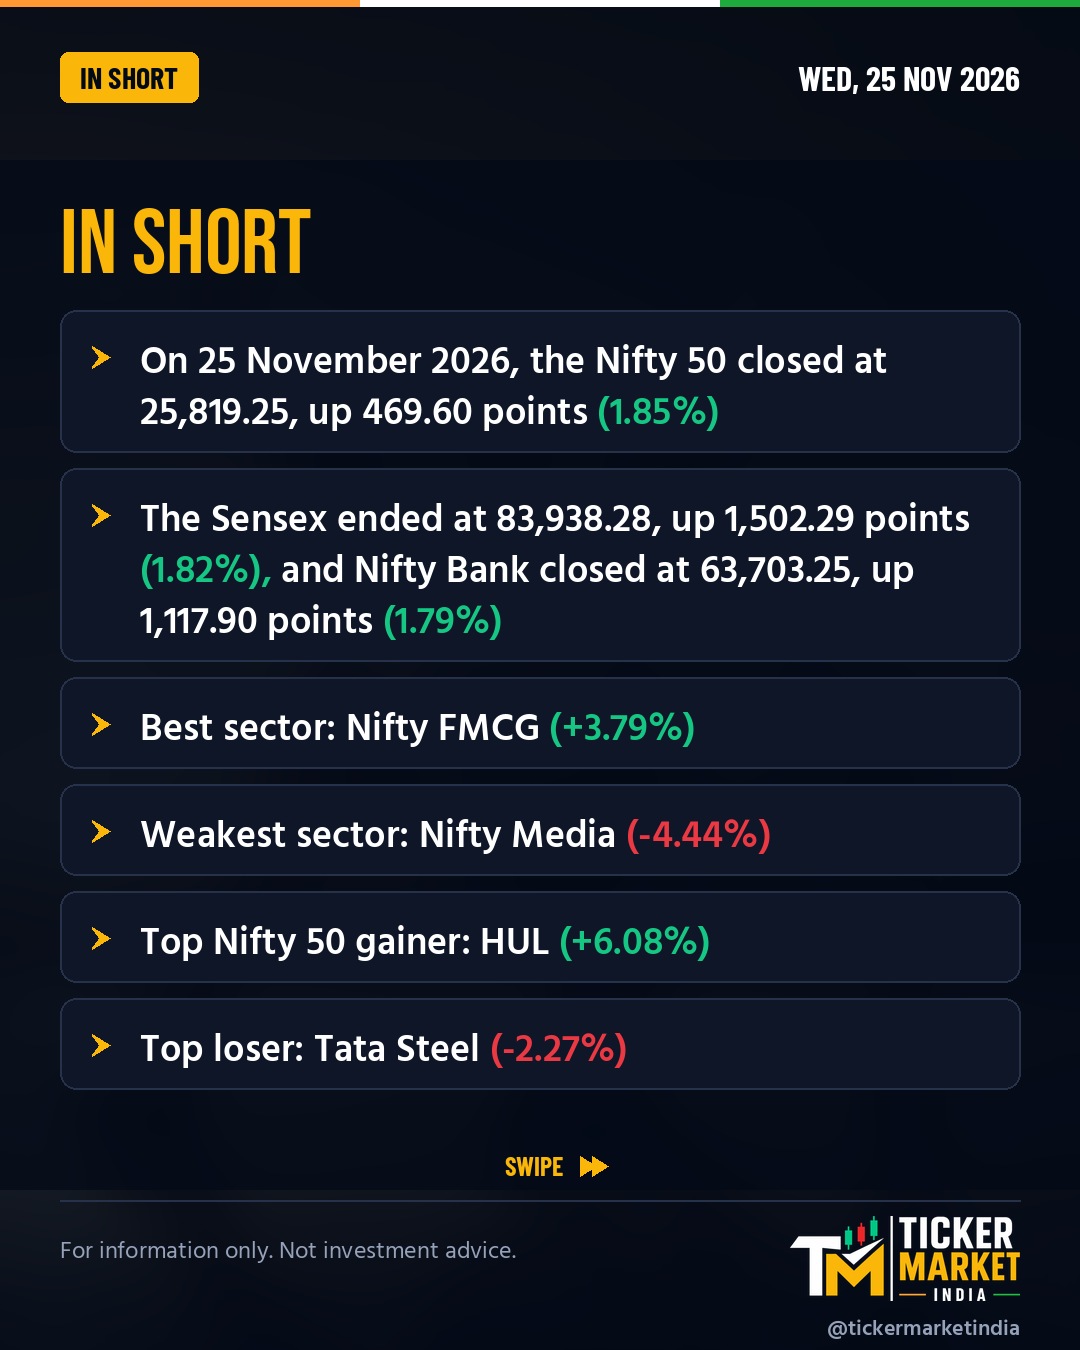 IN SHORT
WED, 25 NOV 2026
IN SHORT
On 25 November 2026, the Nifty 50 closed at
25,819.25, up 469.60 points (1.85%)
The Sensex ended at 83,938.28, up 1,502.29 points
(1.82%), and Nifty Bank closed at 63,703.25, up
1,117.90 points (1.79%)
Best sector: Nifty FMCG (+3.79%)
Weakest sector: Nifty Media (-4.44%)
Top Nifty 50 gainer: HUL (+6.08%)
Top loser: Tata Steel (-2.27%)
SWIPE
For information only. Not investment advice.
TM
TICKER
MARKET
INDIA
@tickermarketindia